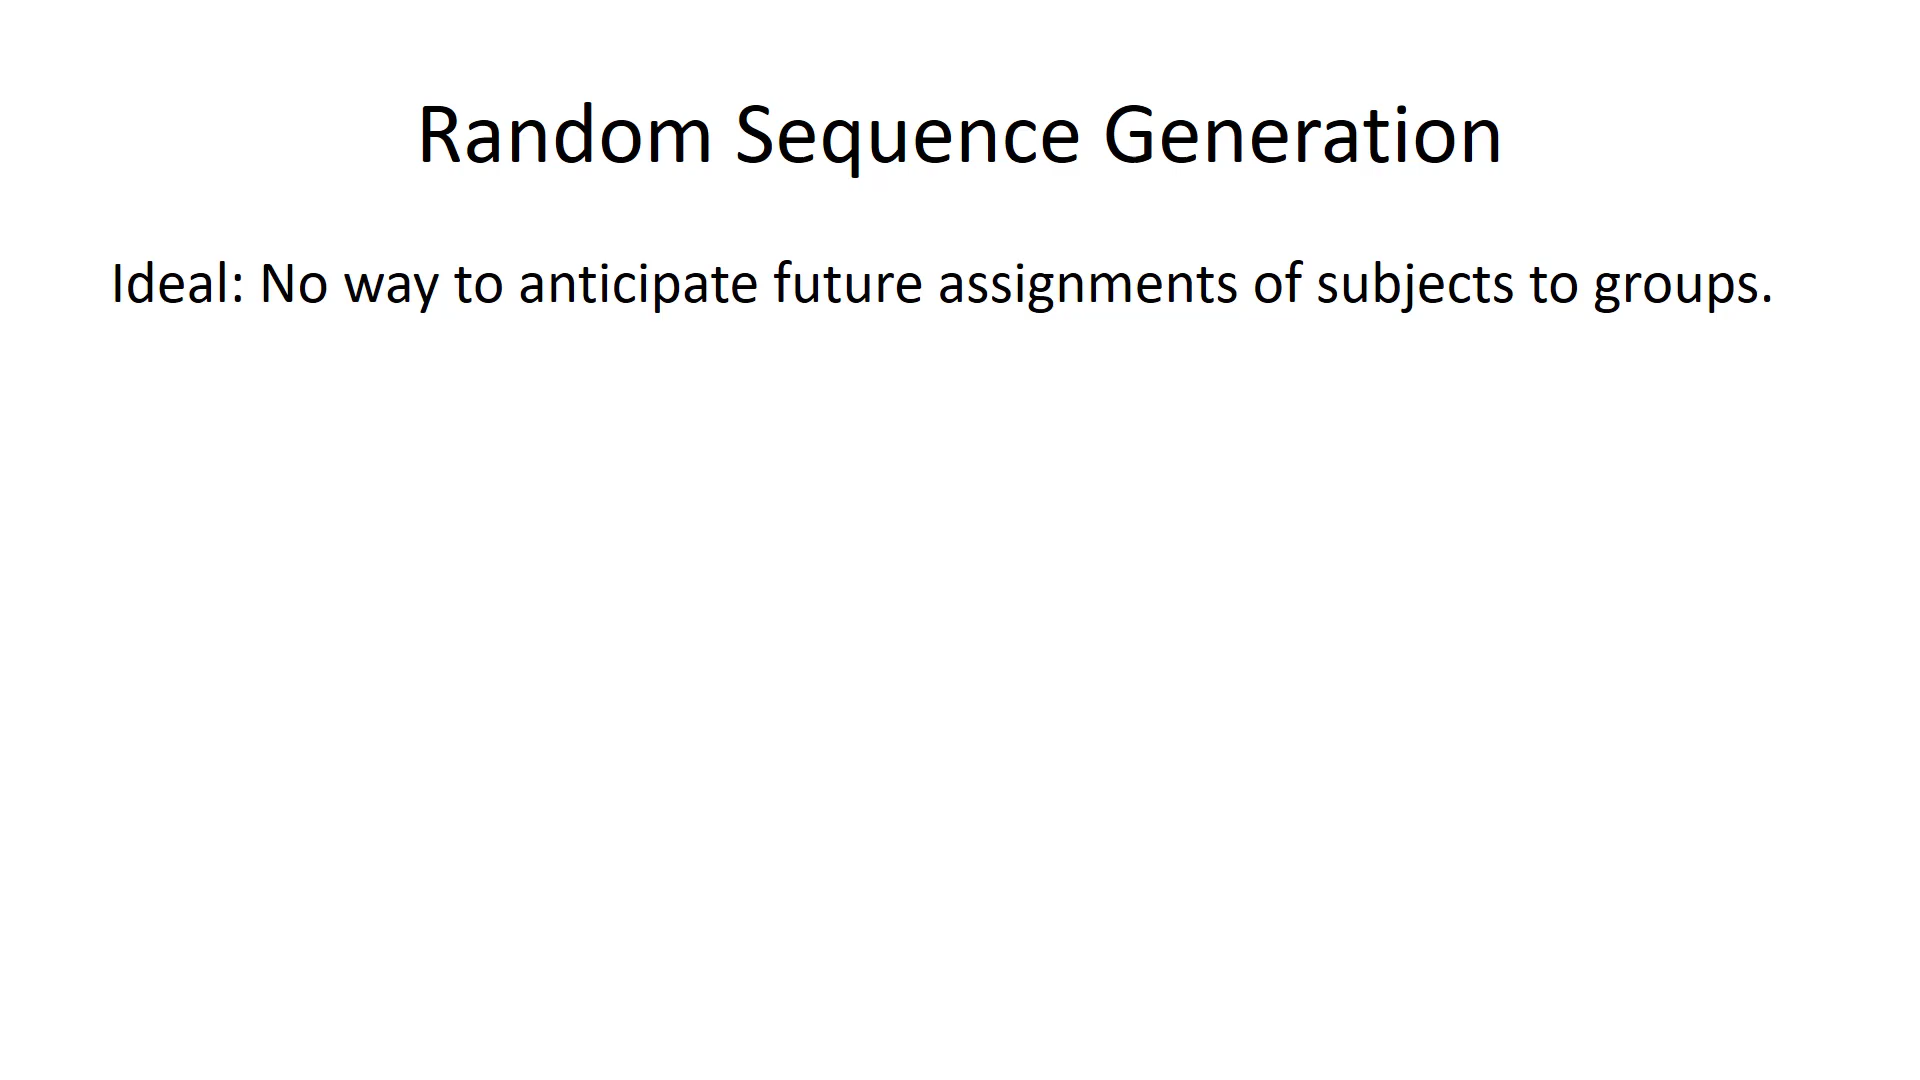 Random Sequence Generation
Ideal: No way to anticipate future assignments of subjects to groups.